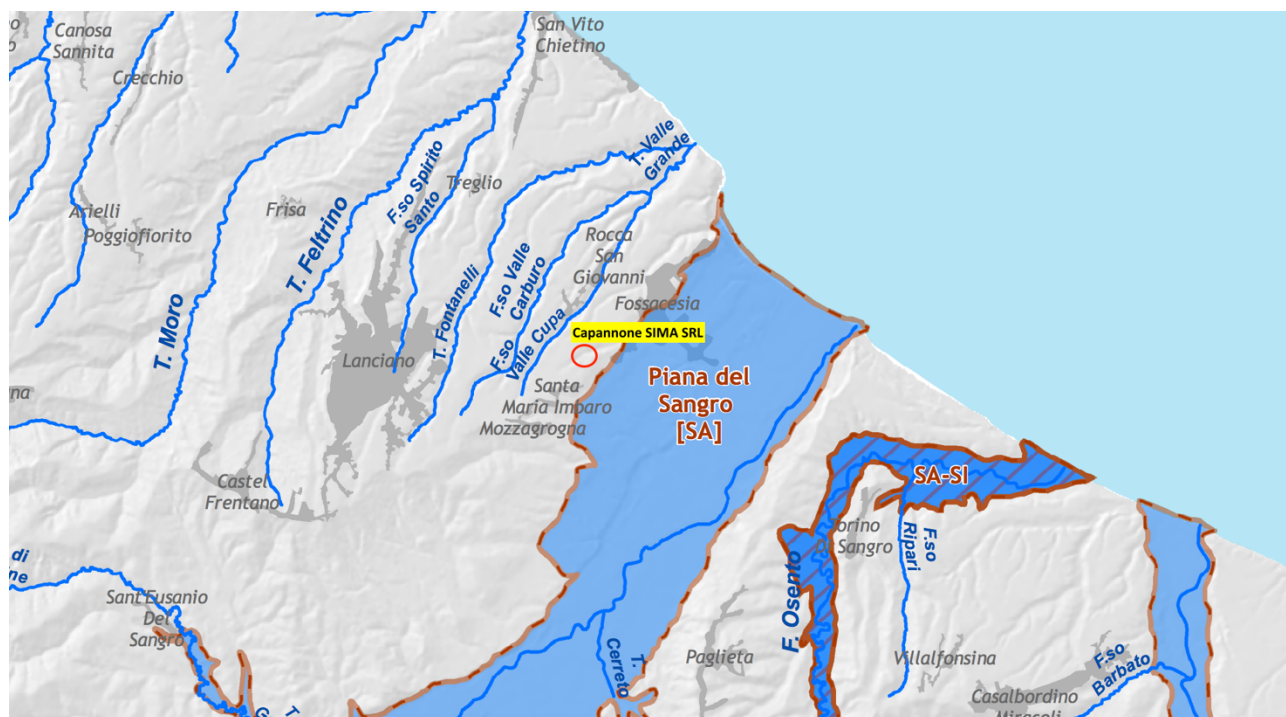 Canosa
Sannita
Crecchio
San Vito
Chietino
T. Valle
Grande
F.so Spirito
Santo
Treglio
Arielli
Poggiofiorito
Frisa
T. Feltrino
T. Moro
T. Fontanelli
F.so Valle
Carburo
Rocca
San
Giovanni
Fossacesia
F.so
Valle Cupa
Capannone SIMA SRL
Lanciano
Santa
Maria Imbaro
Mozzagrogna
Piana del
Sangro
[SA]
Castel
Frentano
SA-SI
F.so
Ripari
Di Sangro
F. Osento
di
Sant'Eusanio
Del
Sangro
T.
Cerreto
Paglieta
Villalfonsina
F.so
Barbato
Casalbordino
Miracoli